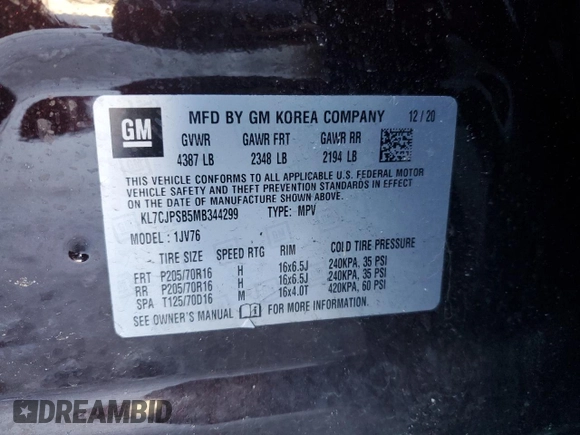 GM
MFD BY GM KOREA COMPANY 12/20
GVWR GAWR FRT GAWR RR
4387 LB 2348 LB 2194 LB
THIS VEHICLE CONFORMS TO ALL APPLICABLE U.S. FEDERAL MOTOR
VEHICLE SAFETY AND THEFT PREVENTION STANDARDS IN EFFECT
ON THE DATE OF MANUFACTURE SHOWN ABOVE.
KL7CJPSB5MB344299 TYPE: MPV
MODEL: 1JV76
TIRE SIZE SPEED RTG RIM COLD TIRE PRESSURE
FRT P205/70R16 H 16x6.5J 240KPA, 35 PSI
RR P205/70R16 H 16x6.5J 240KPA, 35 PSI
SPA T125/70D16 M 16x4.0T 420KPA, 60 PSI
SEE OWNER'S MANUAL FOR MORE INFORMATION.
DREAMBID